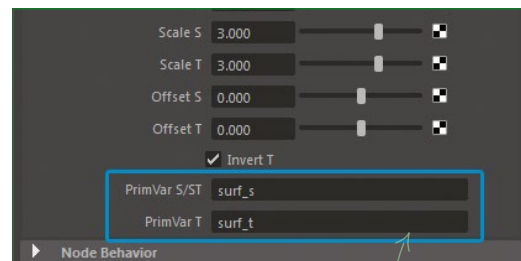 Scale S 3.000
Scale T 3.000
Offset S 0.000
Offset T 0.000
Invert T
PrimVar S/ST surf_s
PrimVar T surf_t
Node Behavior